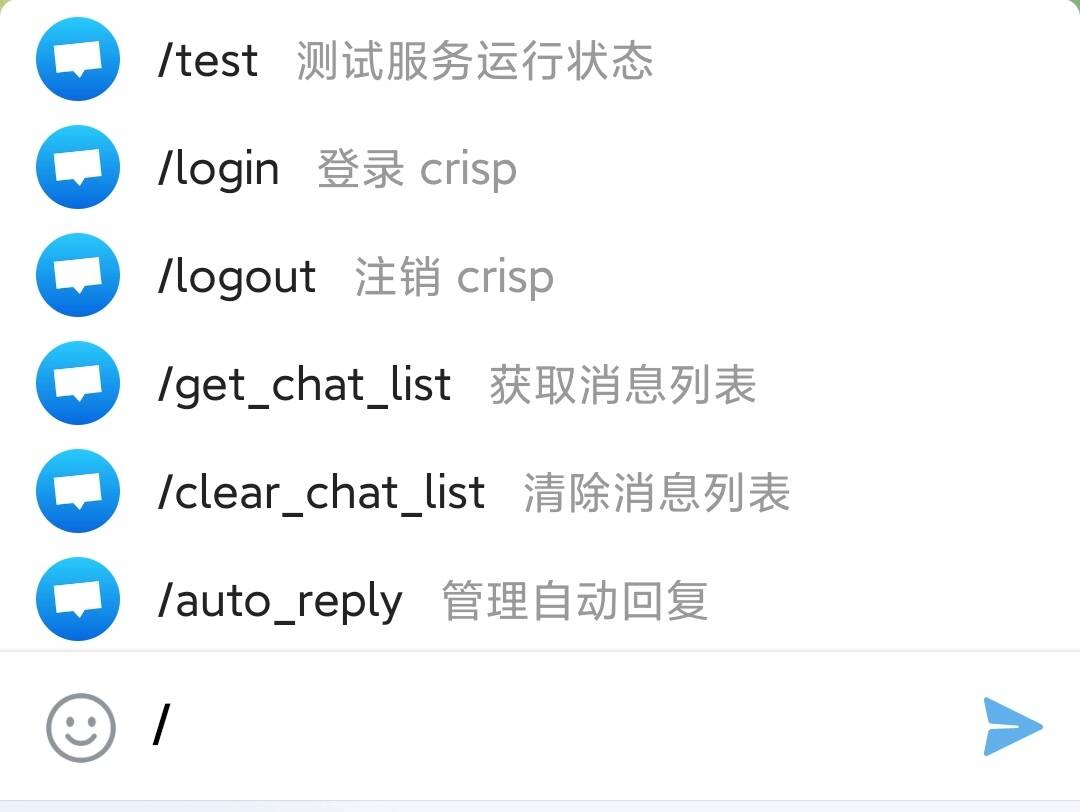 /test 测试服务运行状态
/login 登录 crisp
/logout 注销 crisp
/get_chat_list 获取消息列表
/clear_chat_list 清除消息列表
/auto_reply 管理自动回复
/